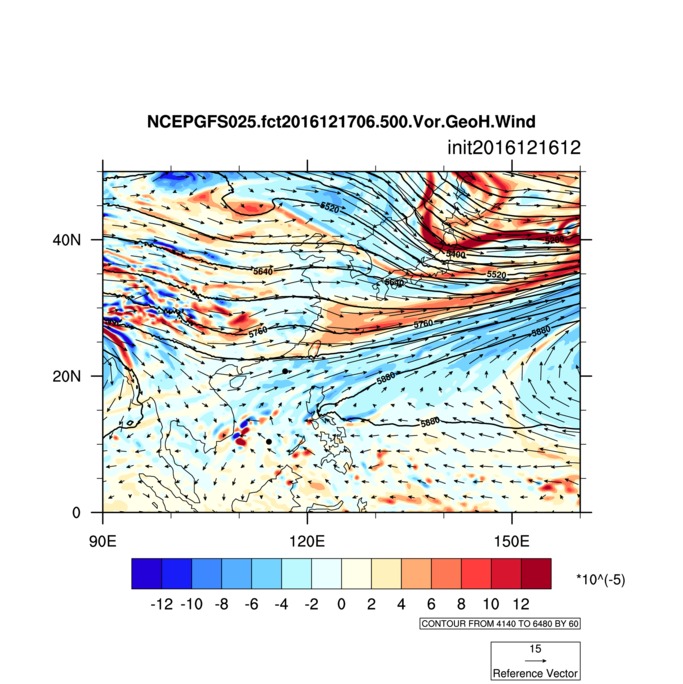 NCEPGFS025.fct2016121706.500.Vor.GeoH.Wind
init2016121612
5520
40N
5400
5640
5520
5760
5760
5880
20N
5880
5880
0
90E 120E 150E
-12 -10 -8 -6 -4 -2 0 2 4 6 8 10 12
*10^(-5)
CONTOUR FROM 4140 TO 6480 BY 60
15
Reference Vector